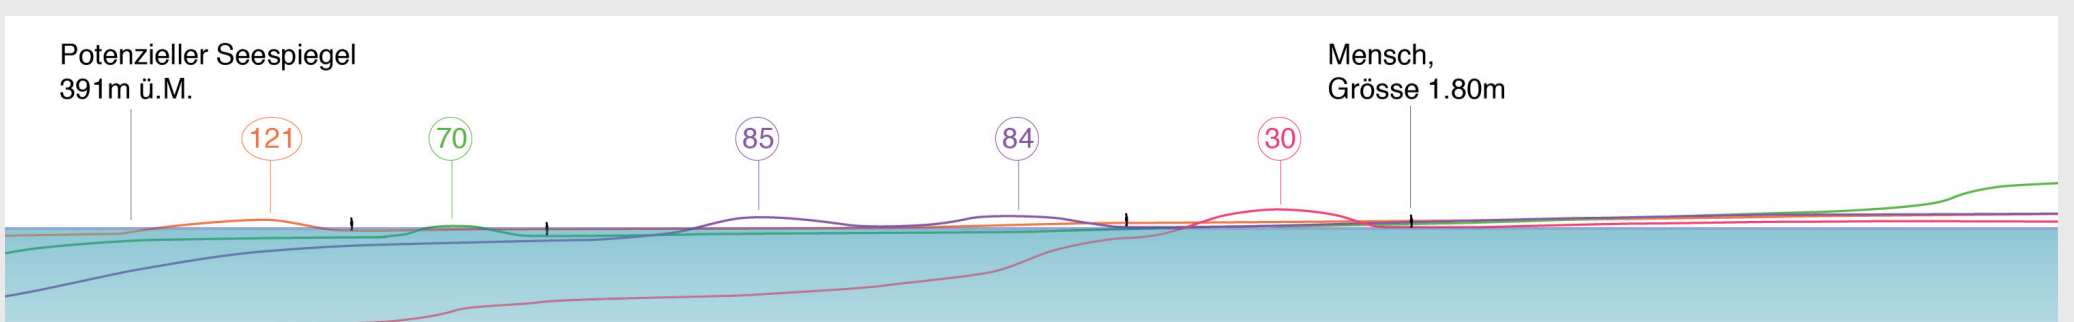 Potenzieller Seespiegel
391m ü.M.
Mensch,
Grösse 1.80m
121
70
85
84
30